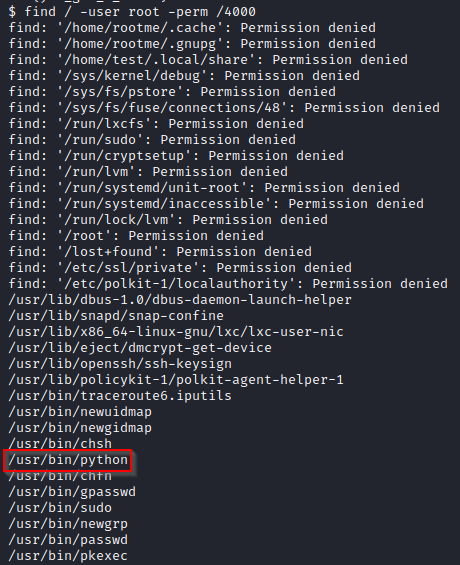 $ find / -user root -perm /4000
find: '/home/rootme/.cache': Permission denied
find: '/home/rootme/.gnupg': Permission denied
find: '/home/test/.local/share': Permission denied
find: '/sys/kernel/debug': Permission denied
find: '/sys/fs/pstore': Permission denied
find: '/sys/fs/fuse/connections/48': Permission denied
find: '/run/lxcfs': Permission denied
find: '/run/sudo': Permission denied
find: '/run/cryptsetup': Permission denied
find: '/run/lvm': Permission denied
find: '/run/systemd/unit-root': Permission denied
find: '/run/systemd/inaccessible': Permission denied
find: '/run/lock/lvm': Permission denied
find: '/root': Permission denied
find: '/lost+found': Permission denied
find: '/etc/ssl/private': Permission denied
find: '/etc/polkit-1/localauthority': Permission denied
/usr/lib/dbus-1.0/dbus-daemon-launch-helper
/usr/lib/snapd/snap-confine
/usr/lib/x86_64-linux-gnu/lxc/lxc-user-nic
/usr/lib/eject/dmcrypt-get-device
/usr/lib/openssh/ssh-keysign
/usr/lib/policykit-1/polkit-agent-helper-1
/usr/bin/traceroute6.iputils
/usr/bin/newuidmap
/usr/bin/newgidmap
/usr/bin/chsh
/usr/bin/python
/usr/bin/chfn
/usr/bin/gpasswd
/usr/bin/sudo
/usr/bin/newgrp
/usr/bin/passwd
/usr/bin/pkexec